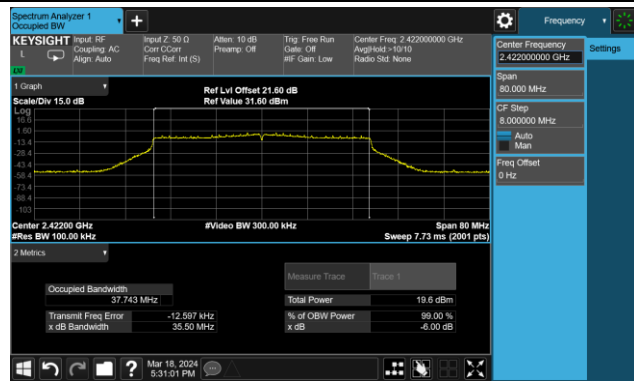 Spectrum Analyzer 1
Occupied BW
Frequency
KEYSIGHT
L
Input: RF
Coupling: AC
Align: Auto
Input Z: 50 Ω
Corr CCorr
Freq Ref: Int (S)
Atten: 10 dB
Preamp: Off
Trig: Free Run
Gate: Off
#IF Gain: Low
Center Freq: 2.422000000 GHz
Avg|Hold:>10/10
Radio Std: None
Center Frequency
2.422000000 GHz
Settings
Span
80.000 MHz
CF Step
8.000000 MHz
Auto
Man
Freq Offset
0 Hz
1 Graph
Scale/Div 15.0 dB
Ref Lvl Offset 21.60 dB
Ref Value 31.60 dBm
Log
16.6
1.60
-13.4
-28.4
-43.4
-58.4
-73.4
-88.4
-103
Center 2.42200 GHz
#Video BW 300.00 kHz
Span 80 MHz
#Res BW 100.00 kHz
Sweep 7.73 ms (2001 pts)
2 Metrics
Measure Trace
Trace 1
Occupied Bandwidth
37.743 MHz
Total Power
19.6 dBm
Transmit Freq Error
-12.597 kHz
% of OBW Power
99.00 %
x dB Bandwidth
35.50 MHz
x dB
-6.00 dB
Mar 18, 2024
5:31:01 PM